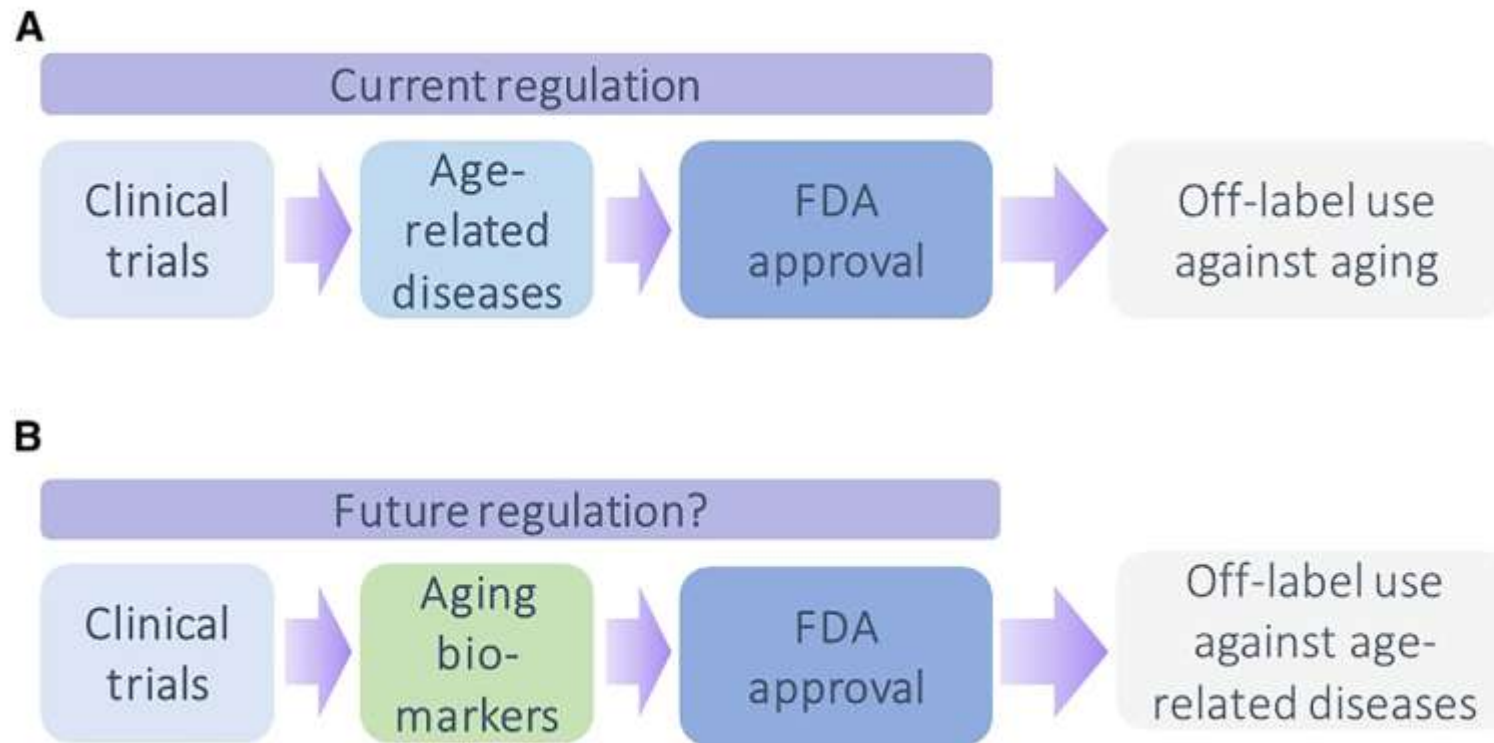 A
Current regulation
Clinical
trials
Age-
related
diseases
FDA
approval
Off-label use
against aging
B
Future regulation?
Clinical
trials
Aging
bio-
markers
FDA
approval
Off-label use
against age-
related diseases